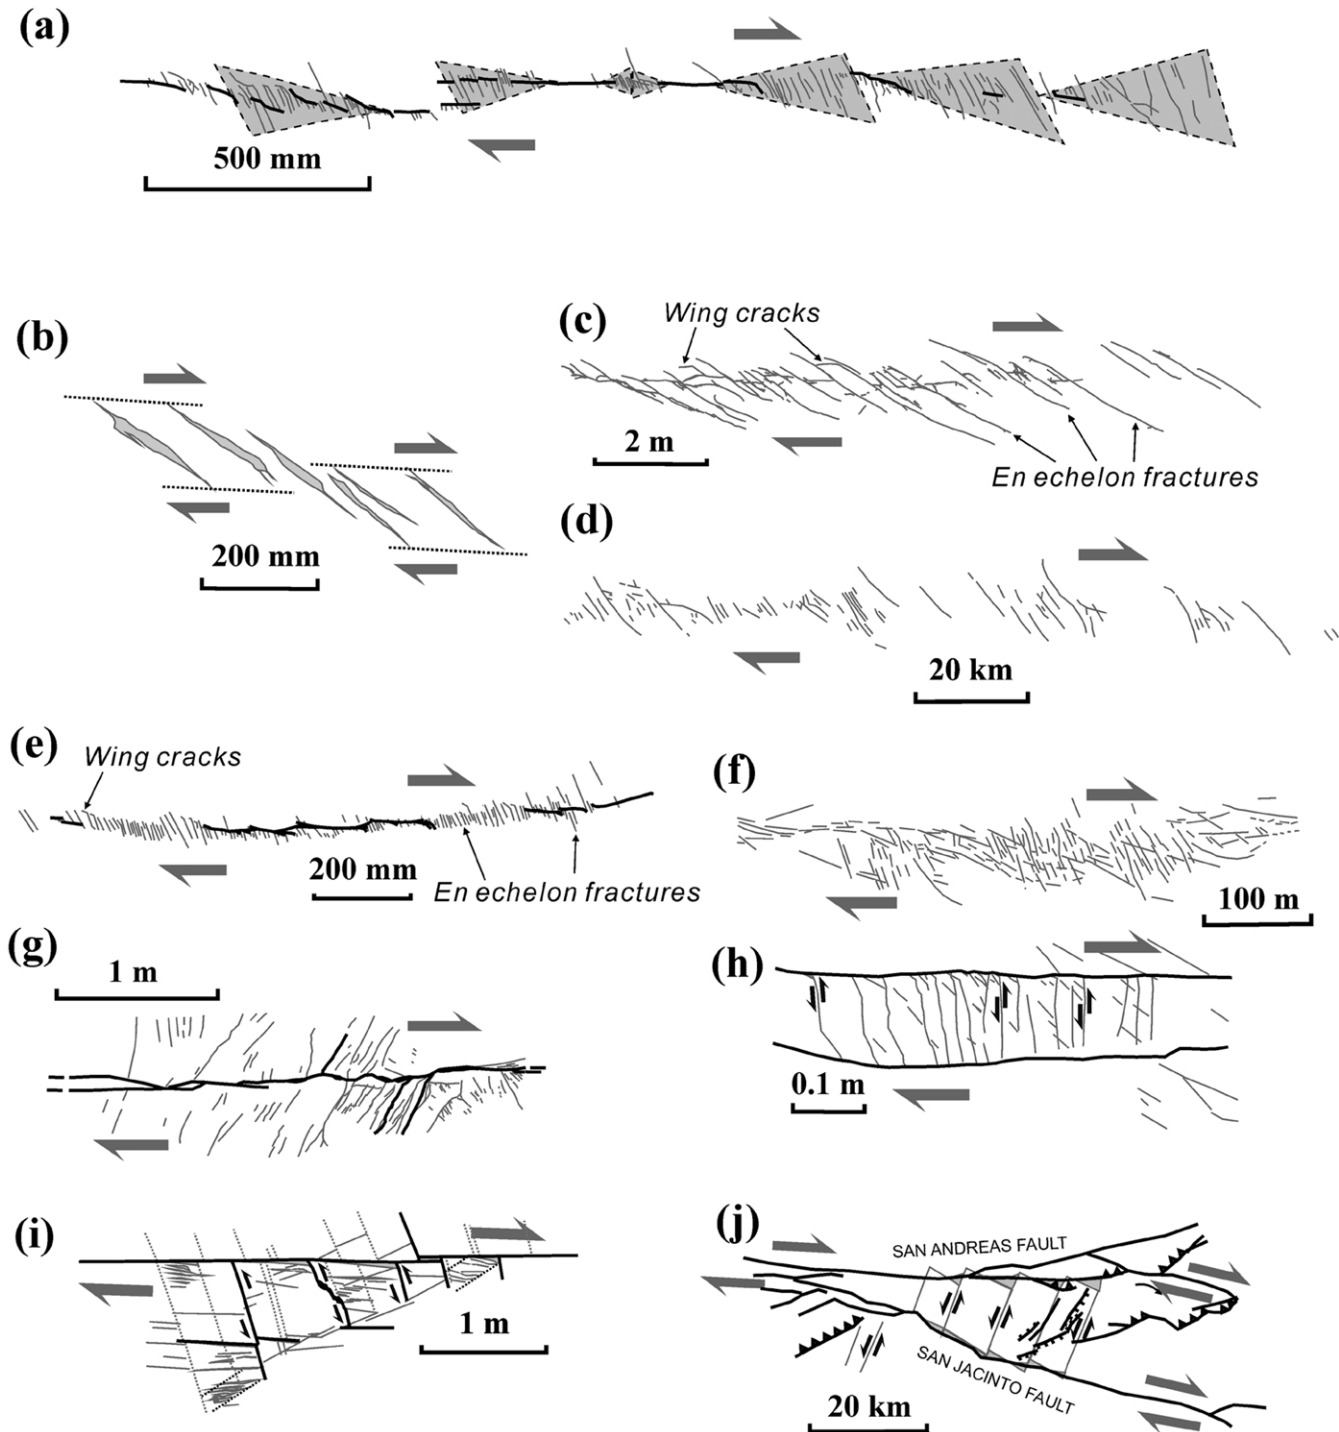 (a)
500 mm
(b)
200 mm
(c)
Wing cracks
2 m
En echelon fractures
(d)
20 km
(e)
Wing cracks
200 mm
En echelon fractures
(f)
100 m
(g)
1 m
(h)
0.1 m
(i)
1 m
(j)
SAN ANDREAS FAULT
SAN JACINTO FAULT
20 km